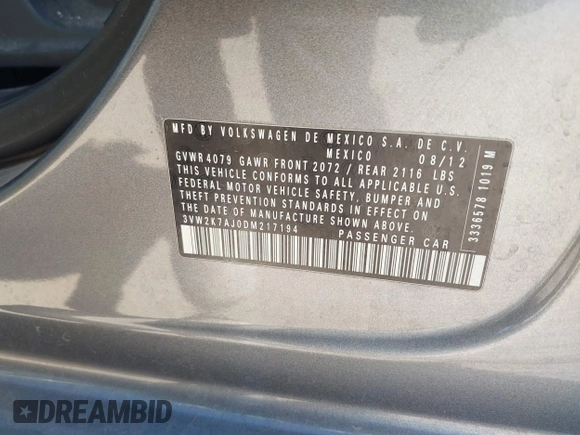 MFD BY VOLKSWAGEN DE MEXICO S.A. DE C.V.
MEXICO 08/12
GVWR 4079 GAWR FRONT 2072 / REAR 2116 LBS
THIS VEHICLE CONFORMS TO ALL APPLICABLE U.S.
FEDERAL MOTOR VEHICLE SAFETY, BUMPER AND
THEFT PREVENTION STANDARDS IN EFFECT ON
THE DATE OF MANUFACTURE SHOWN ABOVE.
3VW2K7AJ0DM217194
PASSENGER CAR
3336578 1019 M
DREAMBID